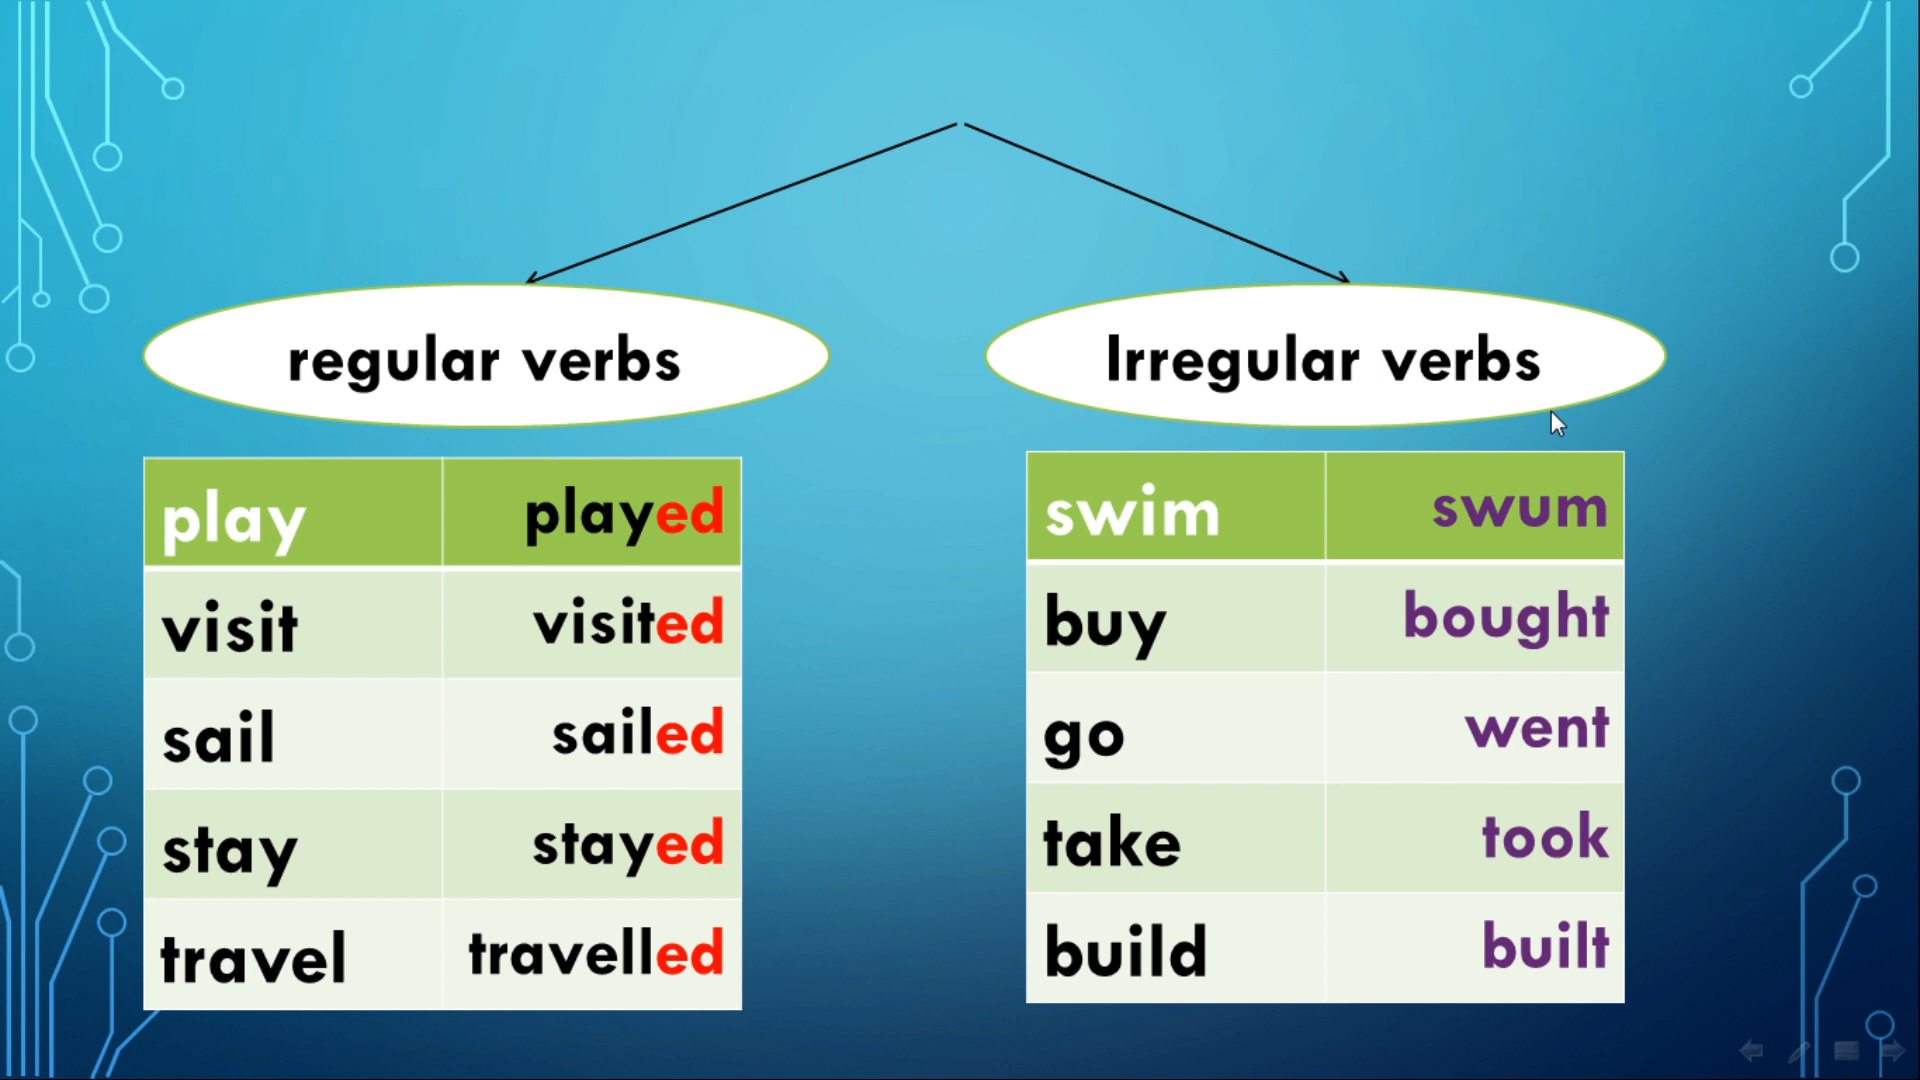 regular verbs
Irregular verbs
play played
visit visited
sail sailed
stay stayed
travel travelled
swim swum
buy bought
go went
take took
build built